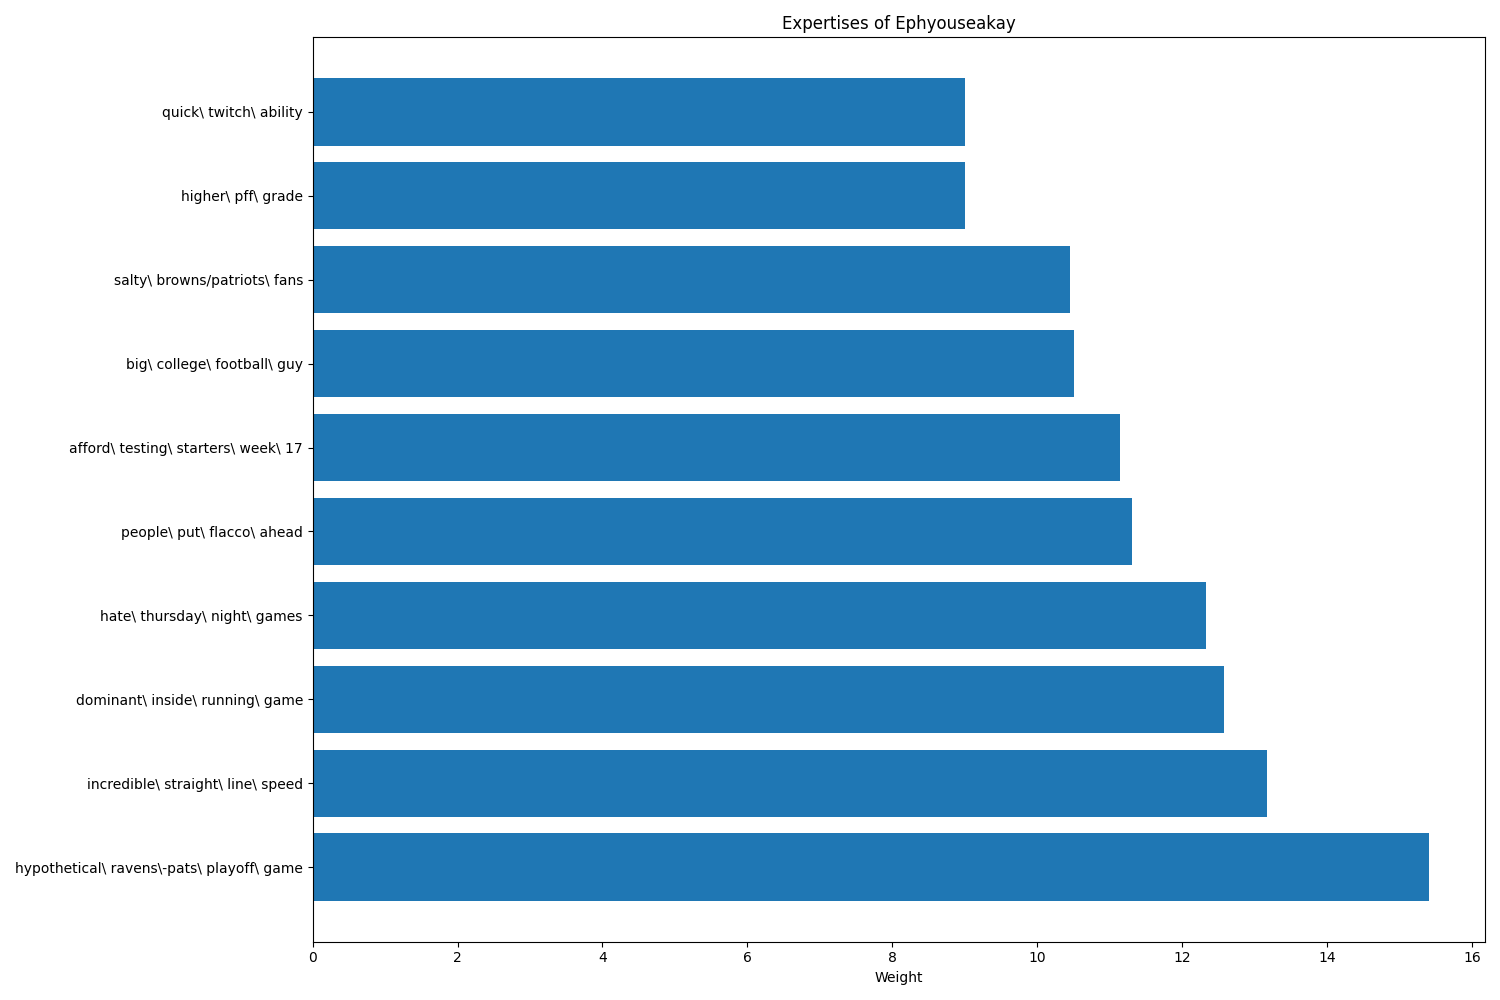 Expertises of Ephyouseakay
quick\ twitch\ ability
higher\ pff\ grade
salty\ browns/patriots\ fans
big\ college\ football\ guy
afford\ testing\ starters\ week\ 17
people\ put\ flacco\ ahead
hate\ thursday\ night\ games
dominant\ inside\ running\ game
incredible\ straight\ line\ speed
hypothetical\ ravens\-pats\ playoff\ game
0 2 4 6 8 10 12 14 16
Weight